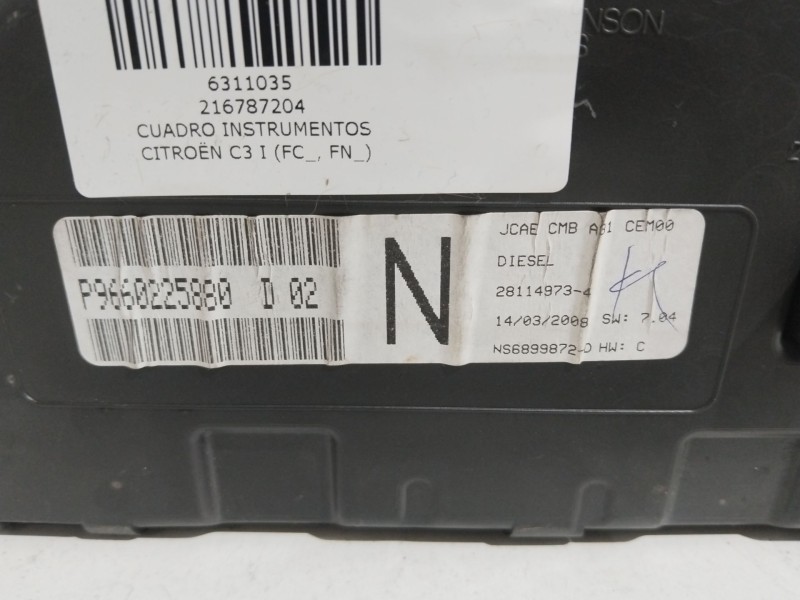 6311035
216787204
CUADRO INSTRUMENTOS
CITROËN C3 I (FC_, FN_)
P9660225880 D 02
N
JCAE CMB A61 CEM00
DIESEL
28114973-4
14/03/2008 SW: 7.04
NS6899872-D HW: C